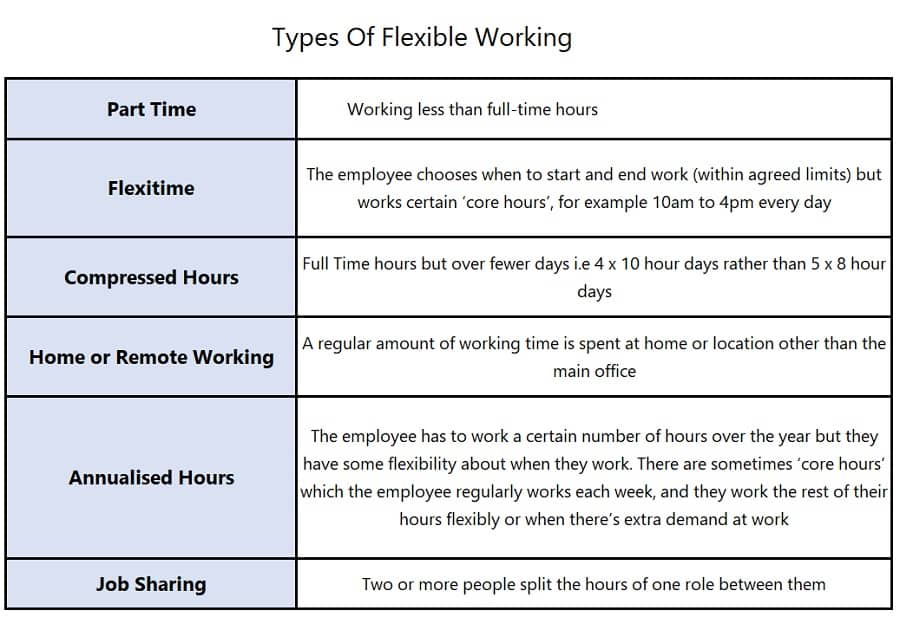 Types Of Flexible Working
Part Time
Working less than full-time hours
Flexitime
The employee chooses when to start and end work (within agreed limits) but
works certain ‘core hours’, for example 10am to 4pm every day
Compressed Hours
Full Time hours but over fewer days i.e 4 x 10 hour days rather than 5 x 8 hour
days
Home or Remote Working
A regular amount of working time is spent at home or location other than the
main office
Annualised Hours
The employee has to work a certain number of hours over the year but they
have some flexibility about when they work. There are sometimes ‘core hours’
which the employee regularly works each week, and they work the rest of their
hours flexibly or when there’s extra demand at work
Job Sharing
Two or more people split the hours of one role between them